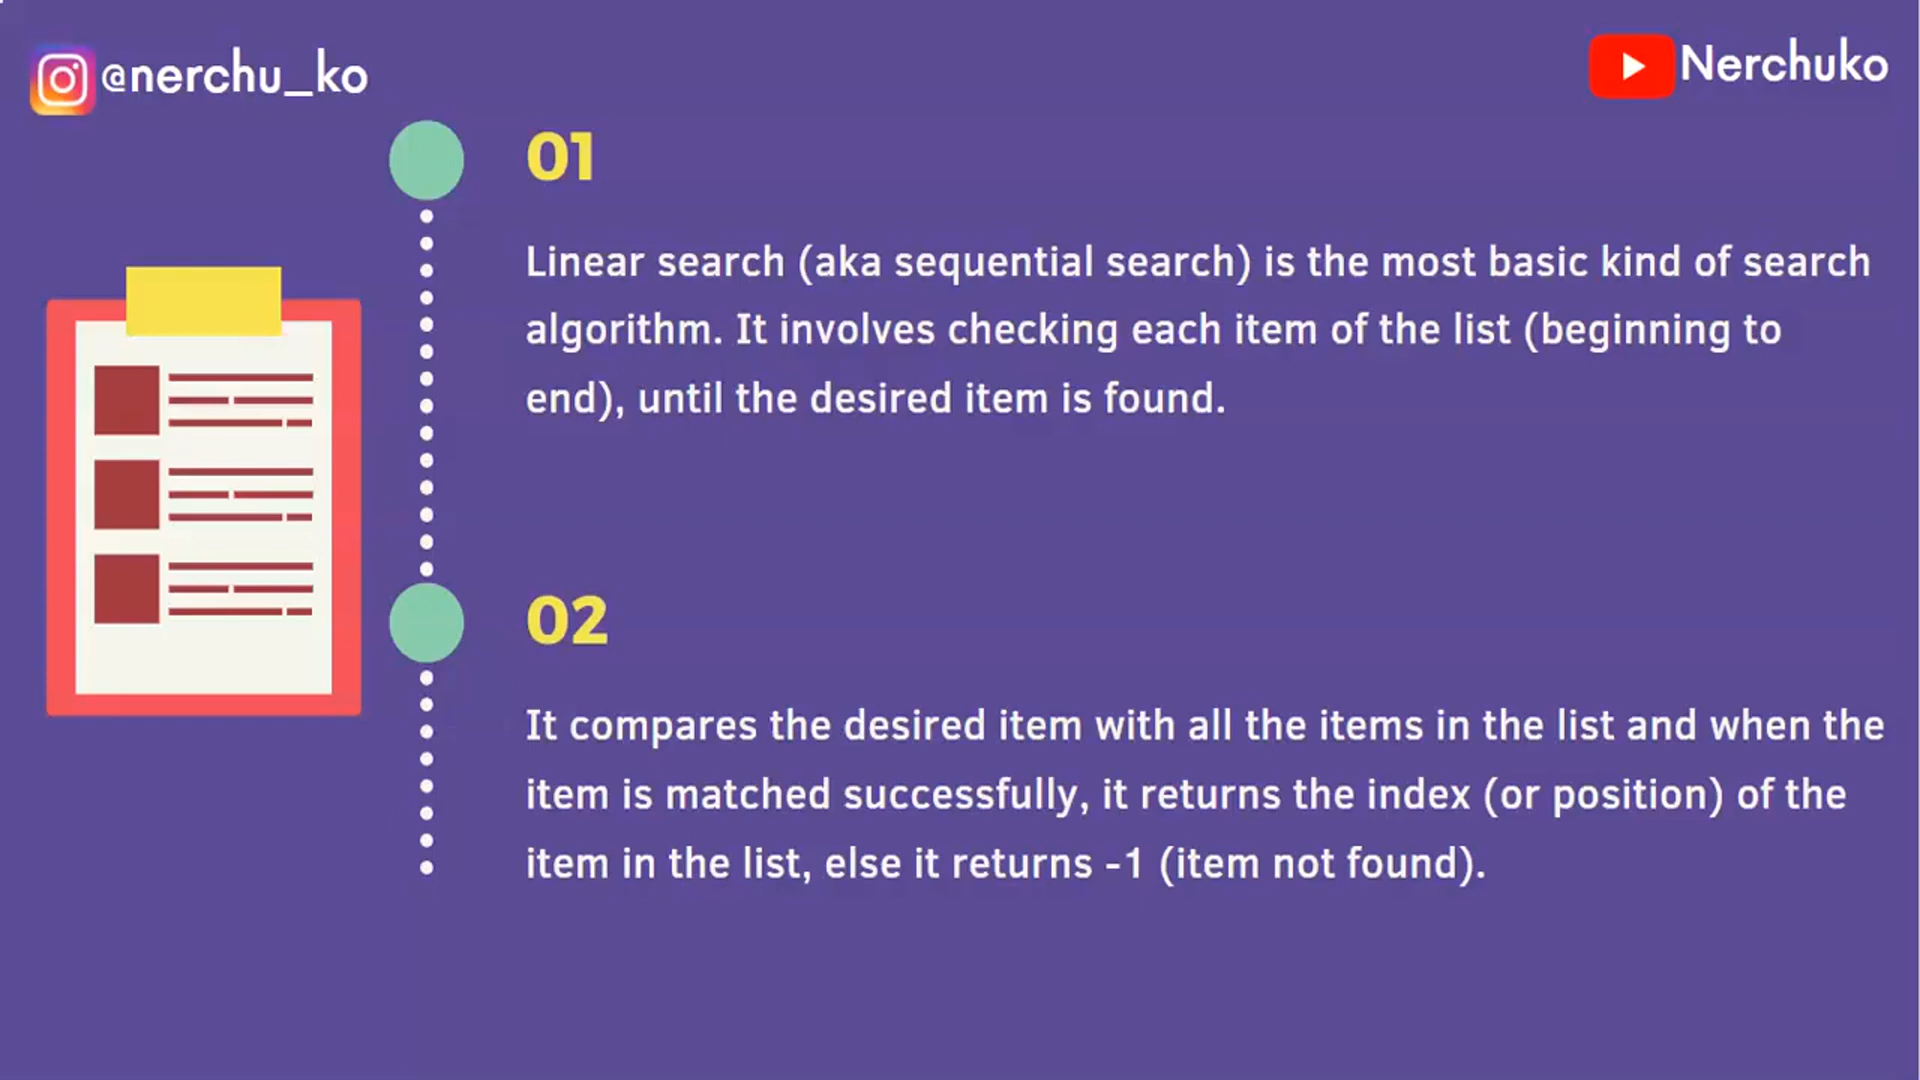 @nerchu_ko
Nerchuko
01
Linear search (aka sequential search) is the most basic kind of search
algorithm. It involves checking each item of the list (beginning to
end), until the desired item is found.
02
It compares the desired item with all the items in the list and when the
item is matched successfully, it returns the index (or position) of the
item in the list, else it returns -1 (item not found).